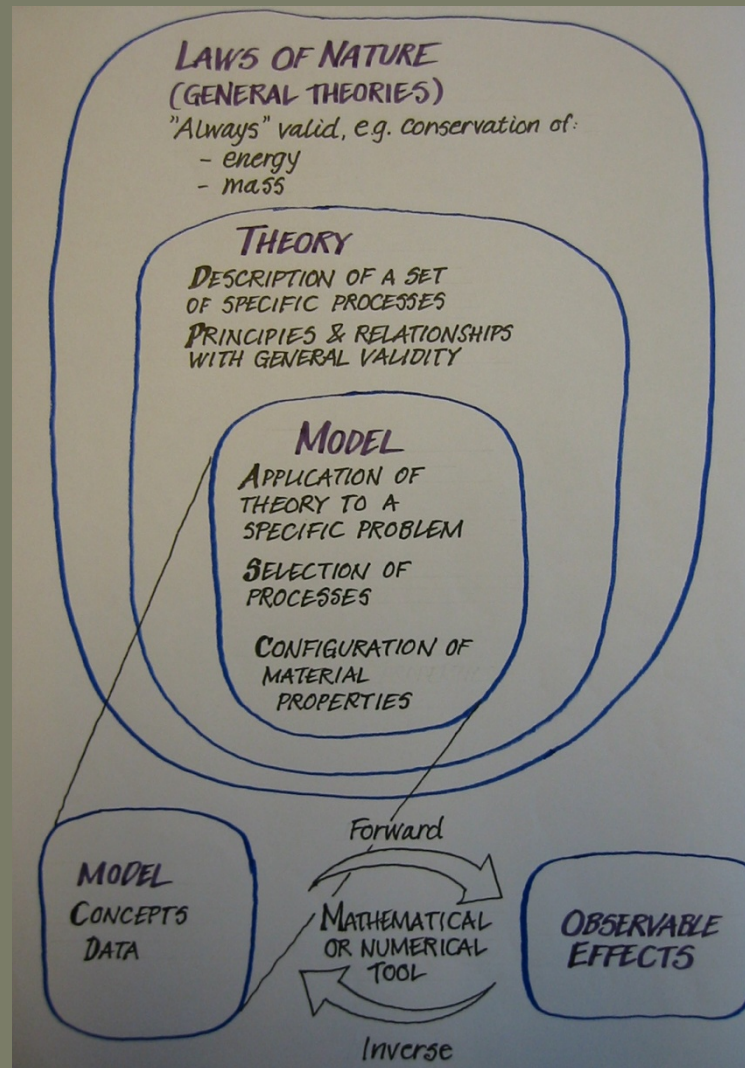 LAWS OF NATURE
(GENERAL THEORIES)
"Always" valid, e.g. conservation of:
- energy
- mass
THEORY
DESCRIPTION OF A SET
OF SPECIFIC PROCESSES
PRINCIPIES & RELATIONSHIPS
WITH GENERAL VALIDITY
MODEL
APPLICATION OF
THEORY TO A
SPECIFIC PROBLEM
SELECTION OF
PROCESSES
CONFIGURATION OF
MATERIAL
PROPERTIES
MODEL
CONCEPTS
DATA
Forward
MATHEMATICAL
OR NUMERICAL
TOOL
Inverse
OBSERVABLE
EFFECTS